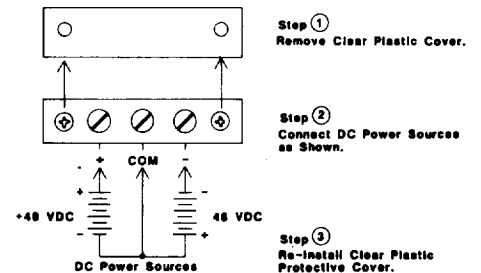 Step 1
Remove Clear Plastic Cover.
Step 2
Connect DC Power Sources
as Shown.
+ COM -
+ -
+48 VDC 48 VDC
- +
DC Power Sources
Step 3
Re-Install Clear Plastic
Protective Cover.